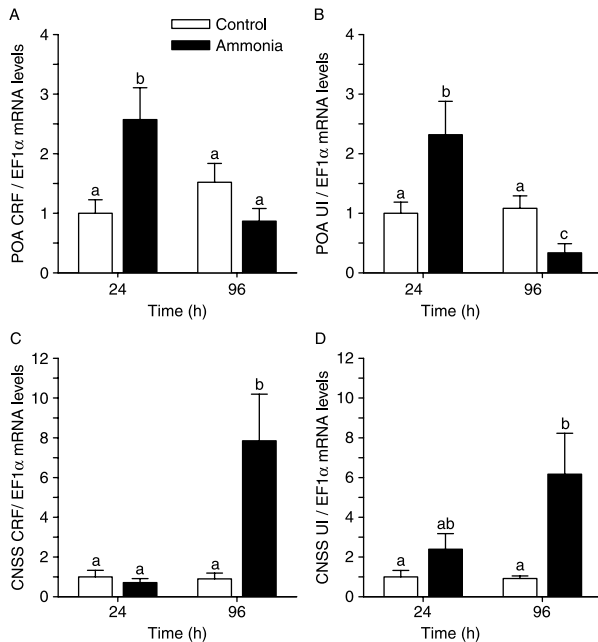 A
Control
Ammonia
POA CRF / EF1α mRNA levels
4
3
2
1
0
a
b
a
a
24
96
Time (h)
B
POA UI / EF1α mRNA levels
4
3
2
1
0
a
b
a
c
24
96
Time (h)
C
CNSS CRF/ EF1α mRNA levels
12
10
8
6
4
2
0
a
a
a
b
24
96
Time (h)
D
CNSS UI / EF1α mRNA levels
12
10
8
6
4
2
0
a
ab
a
b
24
96
Time (h)